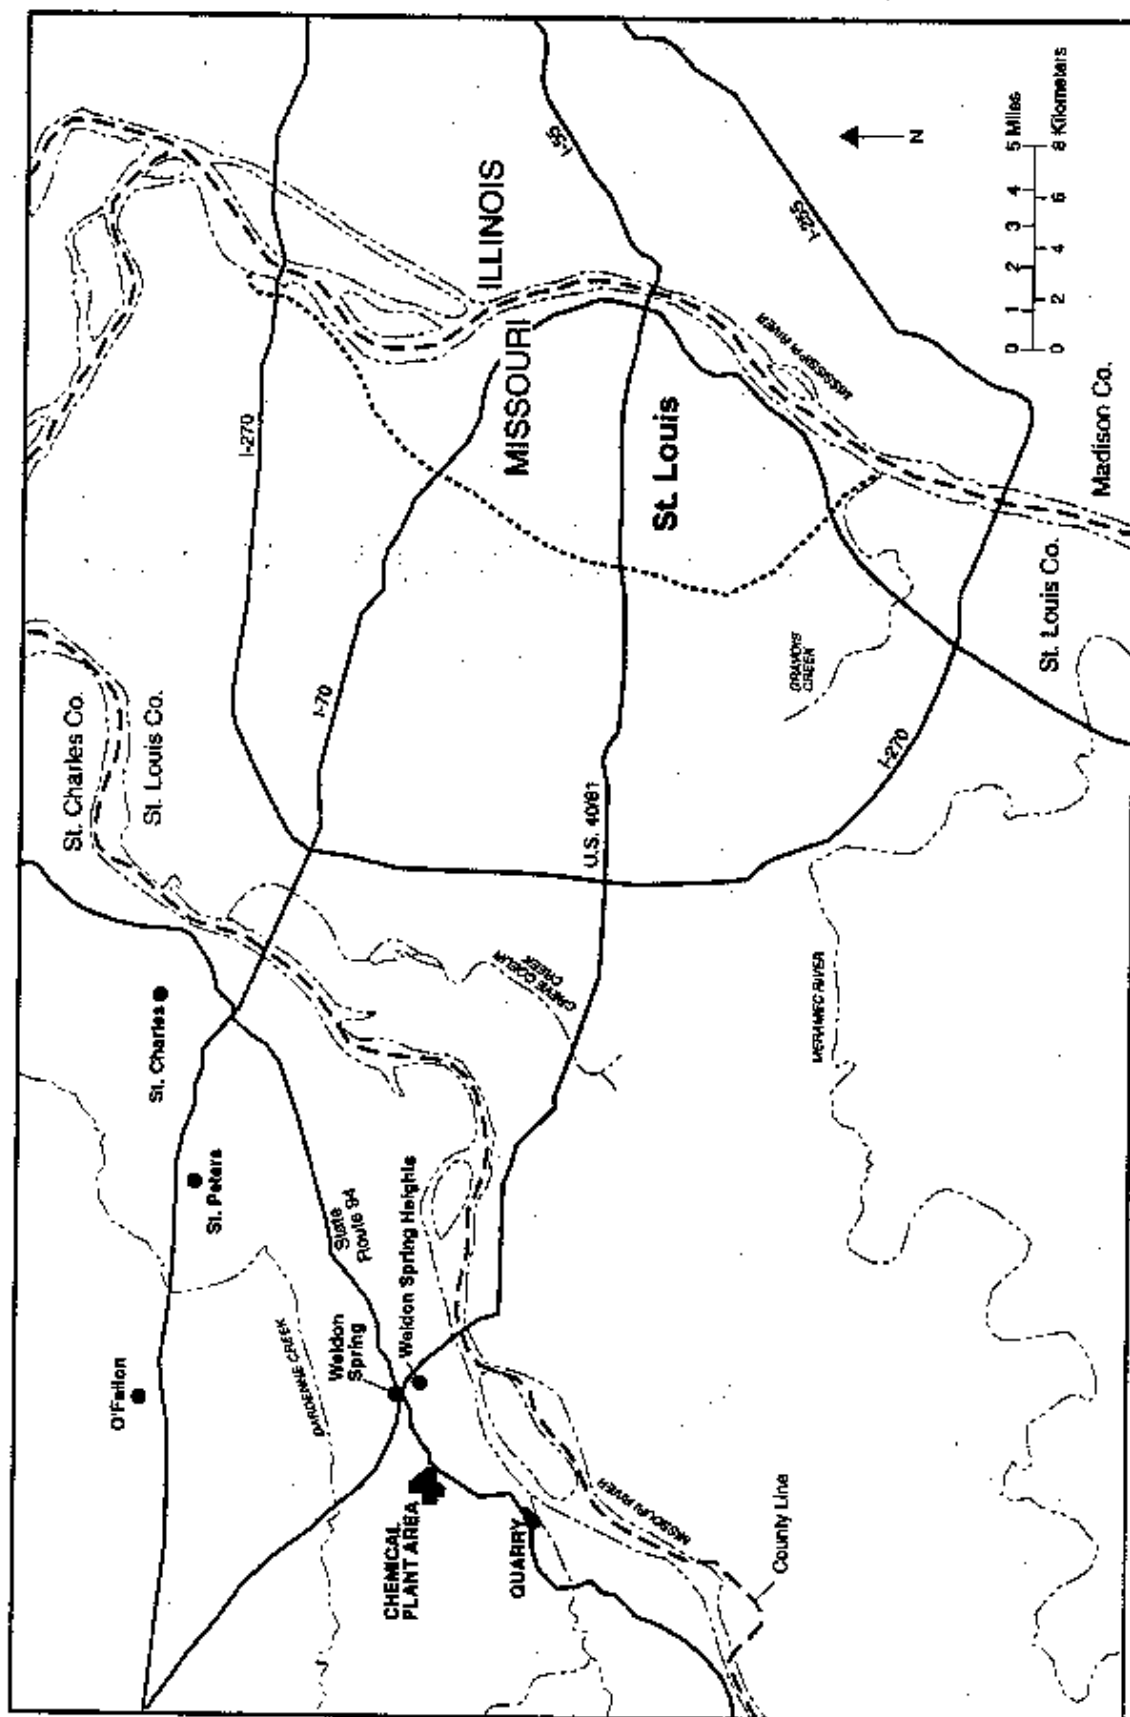 St. Charles Co.
St. Louis Co.
O'Fallon
St. Peters
St. Charles
DARDENNE CREEK
State
Route 94
Weldon
Spring
Weldon Spring Heights
CHEMICAL
PLANT AREA
QUARRY
MISSOURI RIVER
County Line
CREVE COEUR
CREEK
U.S. 40/61
I-70
I-270
MISSOURI
ILLINOIS
St. Louis
I-55
I-255
MISSISSIPPI RIVER
MERAMEC RIVER
I-270
CREEK
St. Louis Co.
Madison Co.
N
0 1 2 3 4 5 Miles
0 2 4 6 8 Kilometers